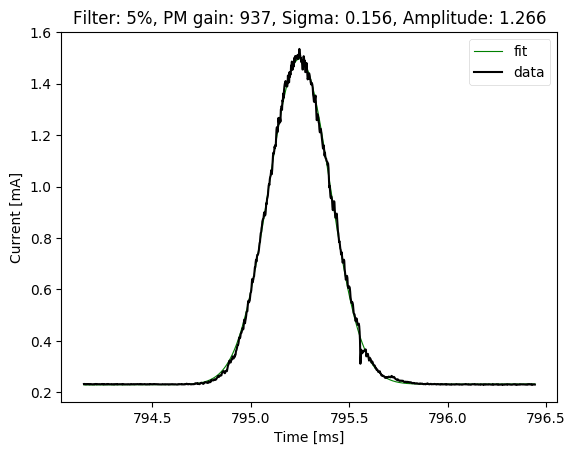 Filter: 5%, PM gain: 937, Sigma: 0.156, Amplitude: 1.266
fit
data
1.6
1.4
1.2
1.0
0.8
0.6
0.4
0.2
Current [mA]
794.5 795.0 795.5 796.0 796.5
Time [ms]